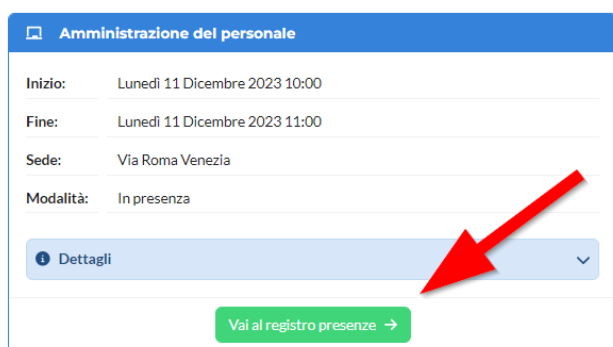 Amministrazione del personale
Inizio: Lunedì 11 Dicembre 2023 10:00
Fine: Lunedì 11 Dicembre 2023 11:00
Sede: Via Roma Venezia
Modalità: In presenza
Dettagli
Vai al registro presenze →